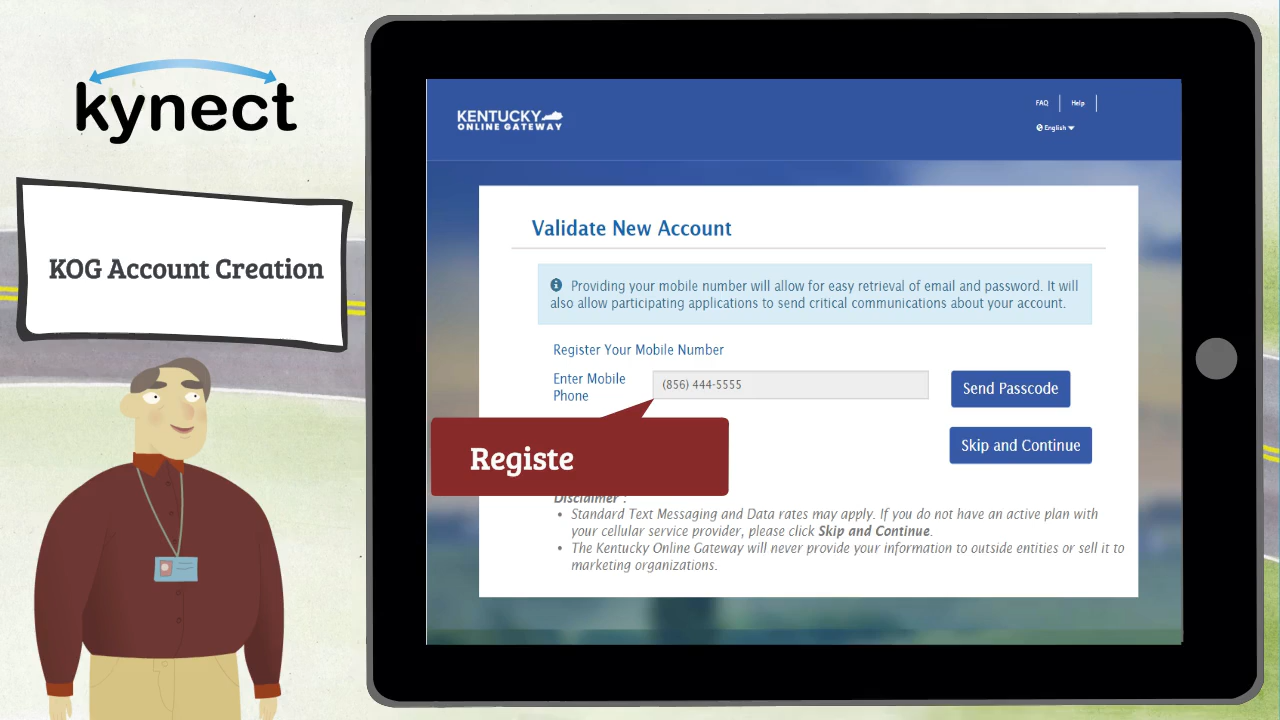 kynect
KOG Account Creation
KENTUCKY
ONLINE GATEWAY
FAQ
Help
English
Validate New Account
Providing your mobile number will allow for easy retrieval of email and password. It will
also allow participating applications to send critical communications about your account.
Register Your Mobile Number
Enter Mobile
Phone
(856) 444-5555
Send Passcode
Skip and Continue
Registe
Disclaimer :
• Standard Text Messaging and Data rates may apply. If you do not have an active plan with
your cellular service provider, please click Skip and Continue.
• The Kentucky Online Gateway will never provide your information to outside entities or sell it to
marketing organizations.